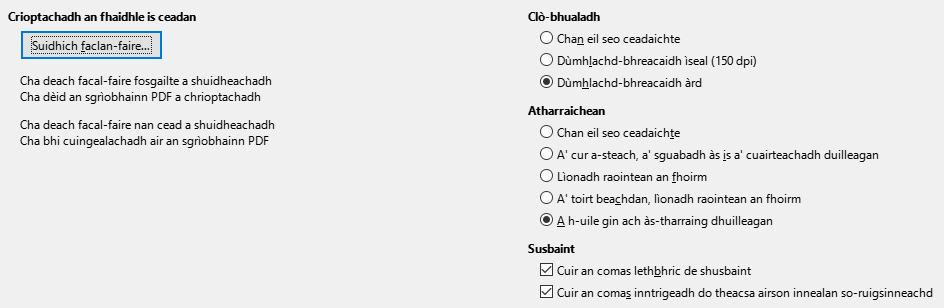 Crioptachadh an fhaidhle is ceadan
Suidhich faclan-faire...
Cha deach facal-faire fosgailte a shuidheachadh
Cha dèid an sgrìobhainn PDF a chrioptachadh
Cha deach facal-faire nan cead a suidheachadh
Cha bhi cuingealachadh air an sgrìobhainn PDF
Clò-bhualadh
Chan eil seo ceadaichte
Dùmhlachd-bhreacaidh ìseal (150 dpi)
Dùmhlachd-bhreacaidh àrd
Atharraichean
Chan eil seo ceadaichte
A' cur a-steach, a' sguabadh às is a' cuairteachadh duilleagan
Lìonadh raointean an fhoirm
A' toirt beachdan, lìonadh raointean an fhoirm
A h-uile gin ach às-tharraing dhuilleagan
Susbaint
Cuir an comas lethbhric de shusbaint
Cuir an comas inntrigeadh do theacsa airson innealan so-ruigsinneachd